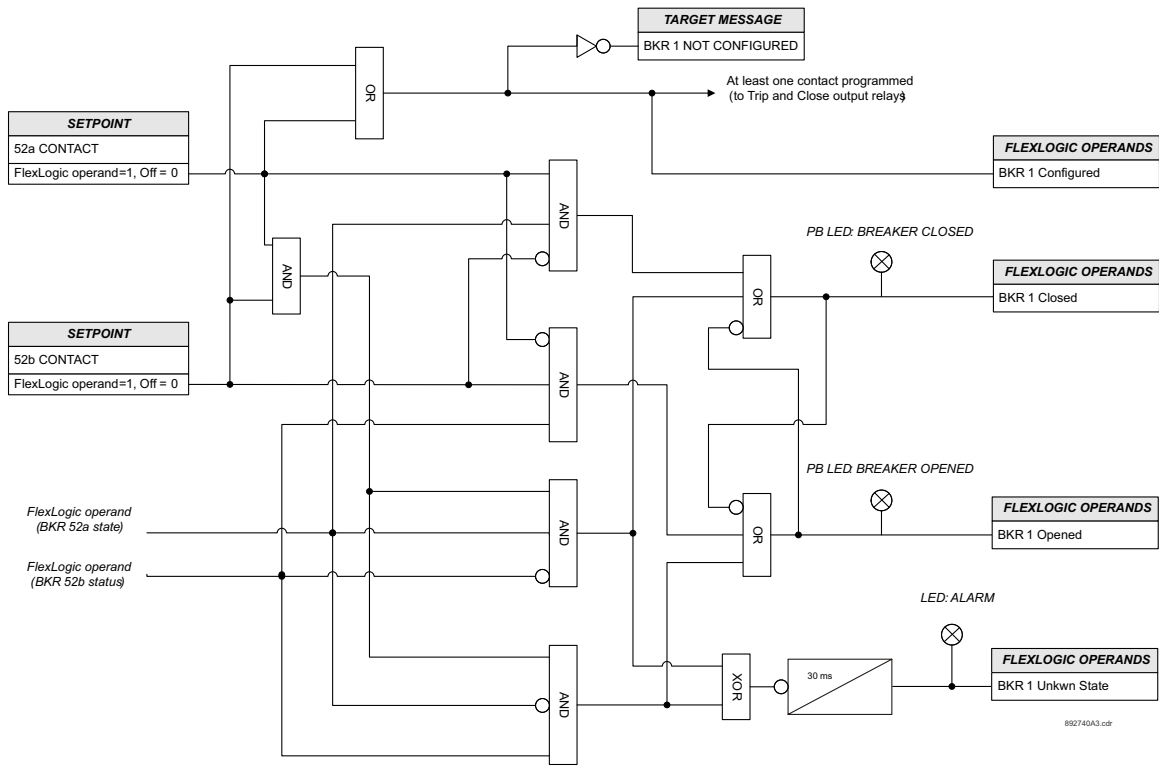 TARGET MESSAGE
BKR 1 NOT CONFIGURED
OR
At least one contact programmed
(to Trip and Close output relays)
SETPOINT
52a CONTACT
FlexLogic operand=1, Off = 0
FLEXLOGIC OPERANDS
BKR 1 Configured
AND
PB LED: BREAKER CLOSED
AND
OR
FLEXLOGIC OPERANDS
BKR 1 Closed
SETPOINT
52b CONTACT
FlexLogic operand=1, Off = 0
AND
PB LED: BREAKER OPENED
FlexLogic operand
(BKR 52a state)
AND
OR
FLEXLOGIC OPERANDS
BKR 1 Opened
FlexLogic operand
(BKR 52b status)
LED: ALARM
AND
XOR
30 ms
FLEXLOGIC OPERANDS
BKR 1 Unkwn State
892740A3.cdr